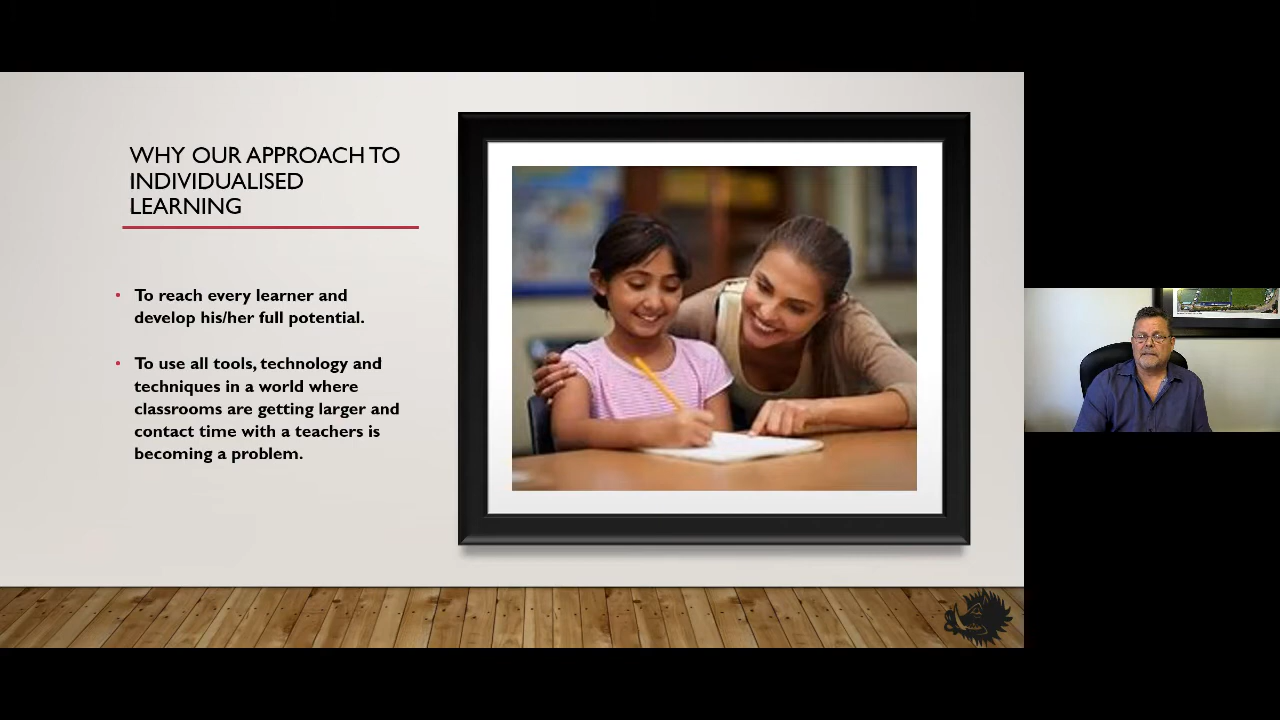 WHY OUR APPROACH TO
INDIVIDUALISED
LEARNING
• To reach every learner and
develop his/her full potential.
• To use all tools, technology and
techniques in a world where
classrooms are getting larger and
contact time with a teachers is
becoming a problem.